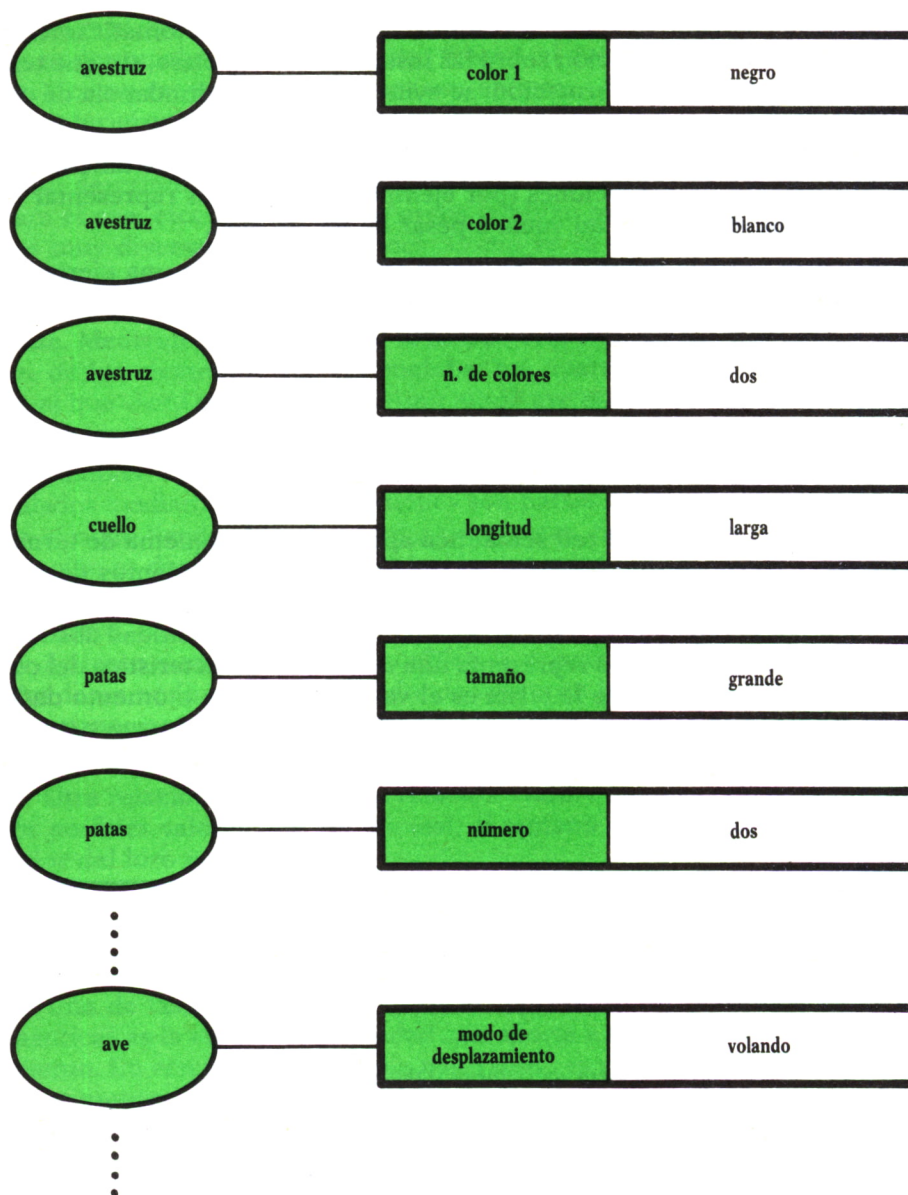 avestruz
color 1
negro
avestruz
color 2
blanco
avestruz
n.° de colores
dos
cuello
longitud
larga
patas
tamaño
grande
patas
número
dos
ave
modo de
desplazamiento
volando